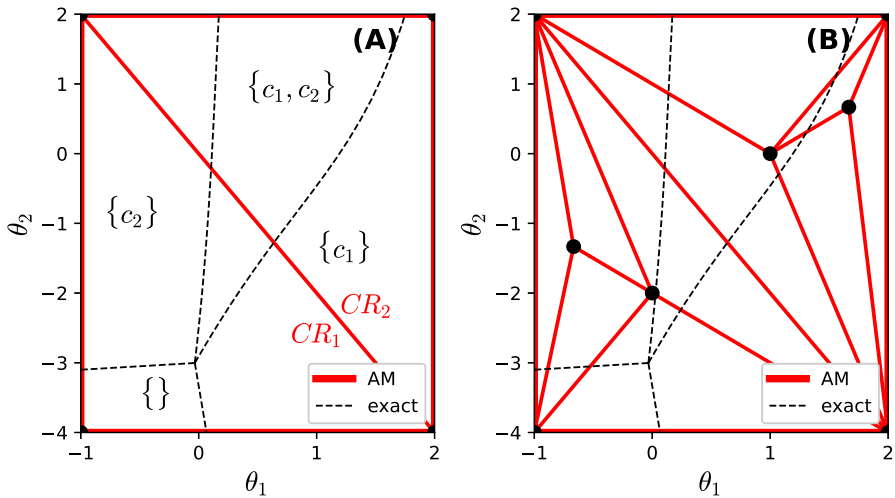 (A)
2
1
0
−1
−2
−3
−4
θ₂
{c₁, c₂}
{c₂}
{c₁}
CR₂
CR₁
{}
AM
exact
−1
0
1
2
θ₁
(B)
2
1
0
−1
−2
−3
−4
θ₂
AM
exact
−1
0
1
2
θ₁